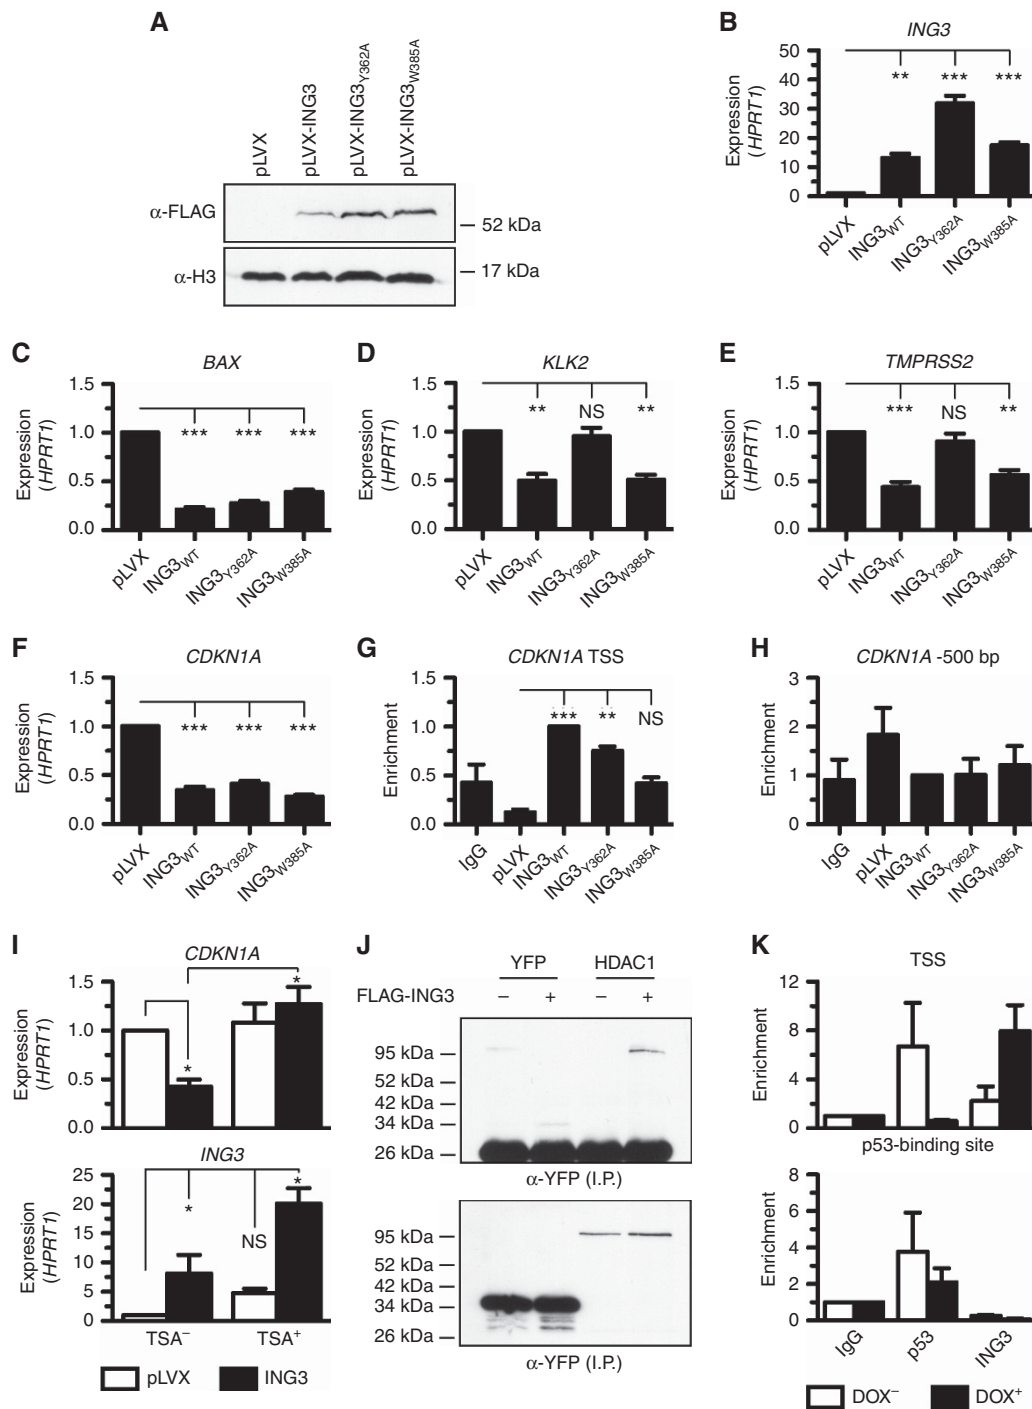 A
pLVX
pLVX-ING3
pLVX-ING3Y362A
pLVX-ING3W385A
α-FLAG
52 kDa
α-H3
17 kDa
B
ING3
Expression
(HPRT1)
50
40
30
20
10
0
** *** ***
pLVX
ING3WT
ING3Y362A
ING3W385A
C
BAX
Expression
(HPRT1)
1.5
1.0
0.5
0.0
*** *** ***
pLVX
ING3WT
ING3Y362A
ING3W385A
D
KLK2
Expression
(HPRT1)
1.5
1.0
0.5
0.0
** NS **
pLVX
ING3WT
ING3Y362A
ING3W385A
E
TMPRSS2
Expression
(HPRT1)
1.5
1.0
0.5
0.0
*** NS **
pLVX
ING3WT
ING3Y362A
ING3W385A
F
CDKN1A
Expression
(HPRT1)
1.5
1.0
0.5
0.0
*** *** ***
pLVX
ING3WT
ING3Y362A
ING3W385A
G
CDKN1A TSS
Enrichment
1.5
1.0
0.5
0.0
*** ** NS
IgG
pLVX
ING3WT
ING3Y362A
ING3W385A
H
CDKN1A -500 bp
Enrichment
3
2
1
0
IgG
pLVX
ING3WT
ING3Y362A
ING3W385A
I
CDKN1A
Expression
(HPRT1)
1.5
1.0
0.5
0.0
*
*
ING3
Expression
(HPRT1)
25
20
15
10
5
0
* NS *
TSA− TSA+
pLVX ING3
J
YFP HDAC1
FLAG-ING3 − + − +
95 kDa
52 kDa
42 kDa
34 kDa
26 kDa
α-YFP (I.P.)
95 kDa
52 kDa
42 kDa
34 kDa
26 kDa
α-YFP (I.P.)
K
TSS
Enrichment
12
8
4
0
p53-binding site
Enrichment
8
6
4
2
0
IgG
p53
ING3
DOX− DOX+